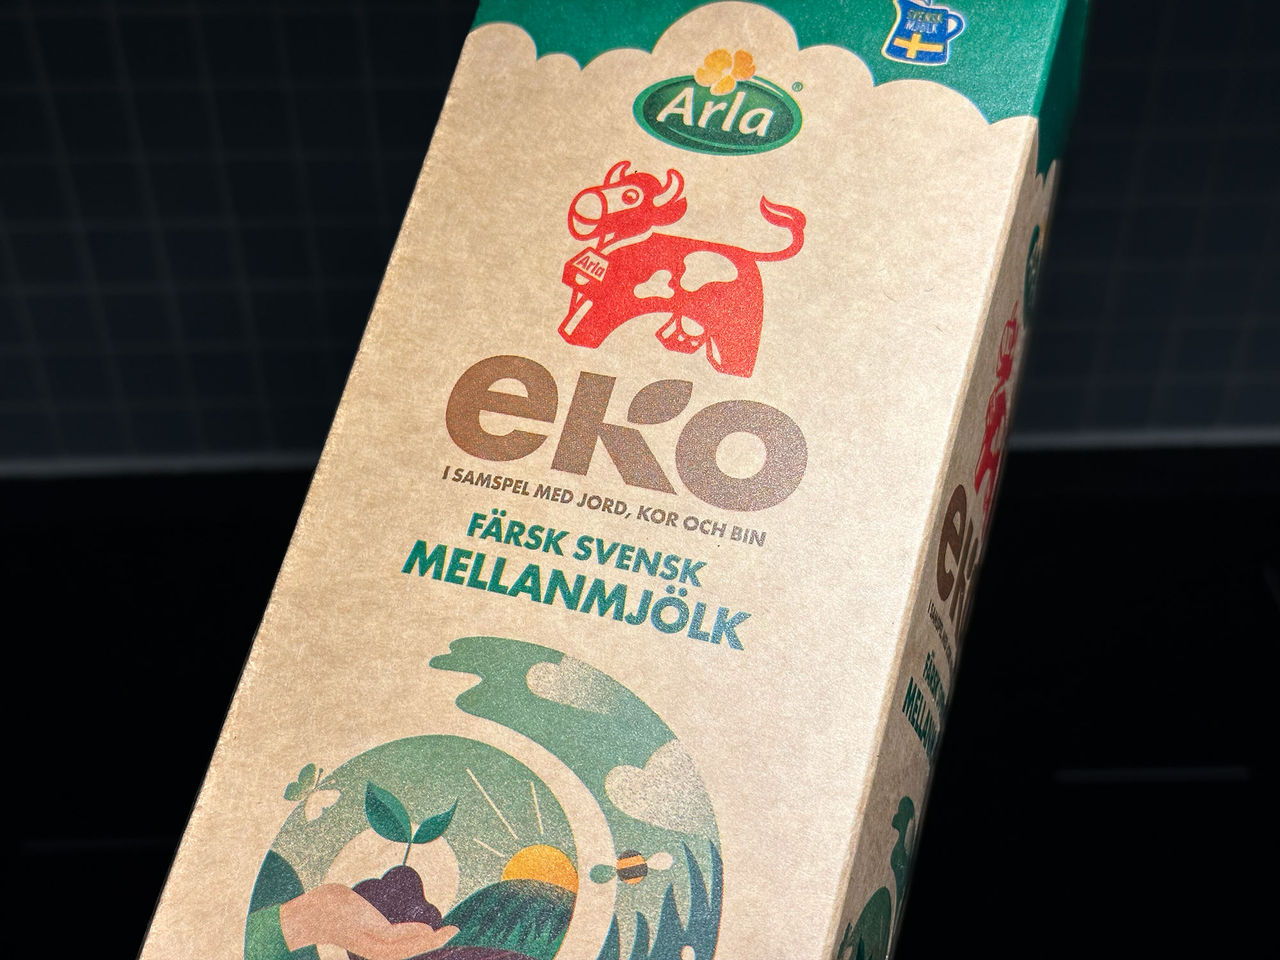 SVENSK
MJÖLK
Arla®
Arla
eko
I SAMSPEL MED JORD, KOR OCH BIN
FÄRSK SVENSK
MELLANMJÖLK